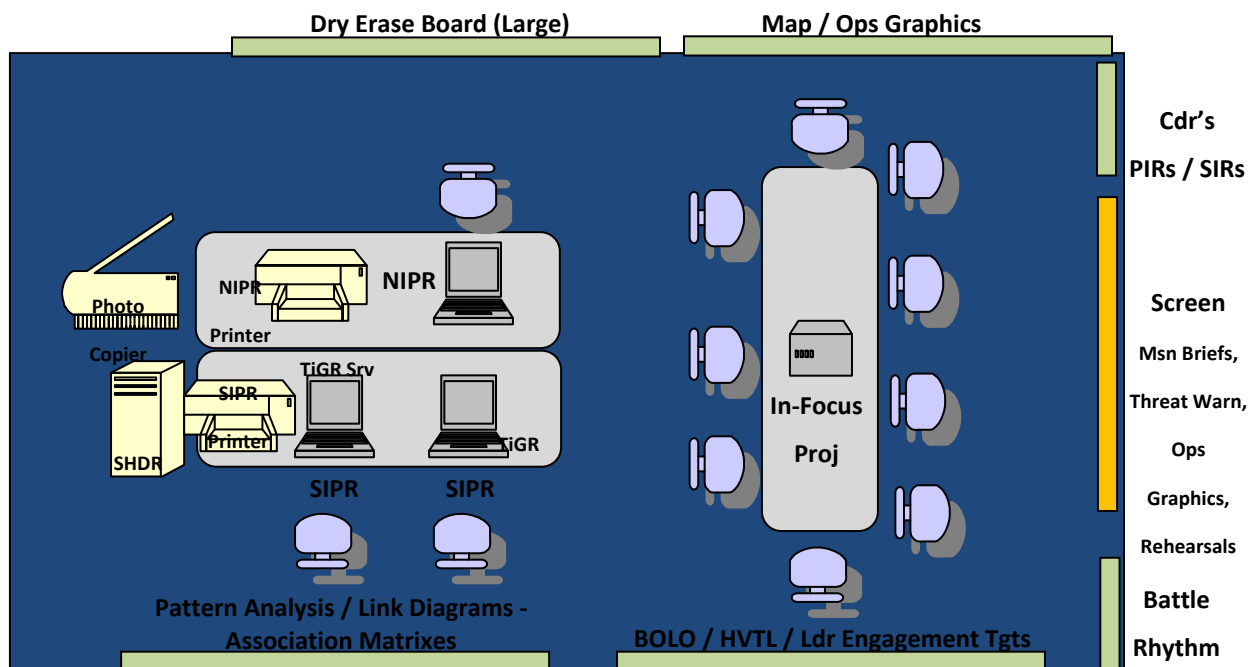 Dry Erase Board (Large)
Map / Ops Graphics
Cdr's
PIRs / SIRs
NIPR
NIPR
Printer
Photo
Copier
TiGR Srv
SIPR
Printer
TiGR
SHDR
SIPR
SIPR
In-Focus
Proj
Screen
Msn Briefs,
Threat Warn,
Ops
Graphics,
Rehearsals
Pattern Analysis / Link Diagrams -
Association Matrixes
BOLO / HVTL / Ldr Engagement Tgts
Battle
Rhythm